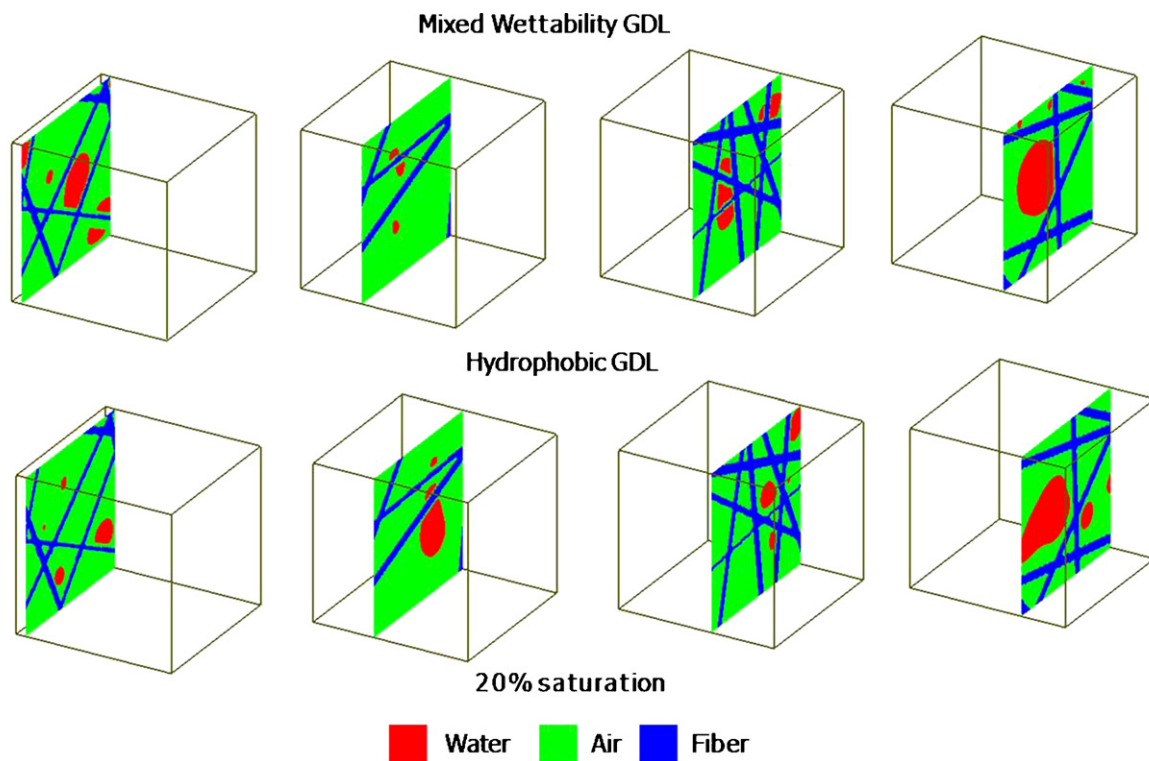 Mixed Wettability GDL
Hydrophobic GDL
20% saturation
Water Air Fiber